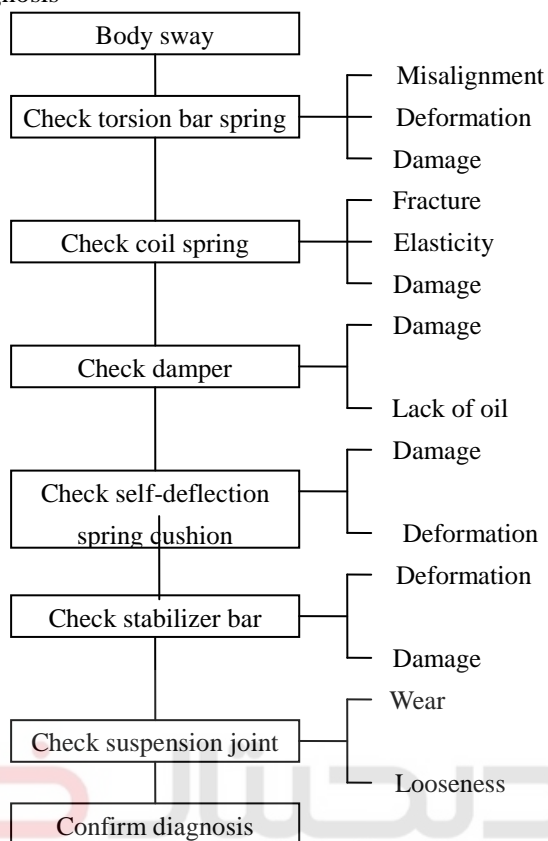 Body sway
Misalignment
Check torsion bar spring
Deformation
Damage
Fracture
Check coil spring
Elasticity
Damage
Damage
Check damper
Lack of oil
Damage
Check self-deflection
spring cushion
Deformation
Deformation
Check stabilizer bar
Damage
Wear
Check suspension joint
Looseness
Confirm diagnosis